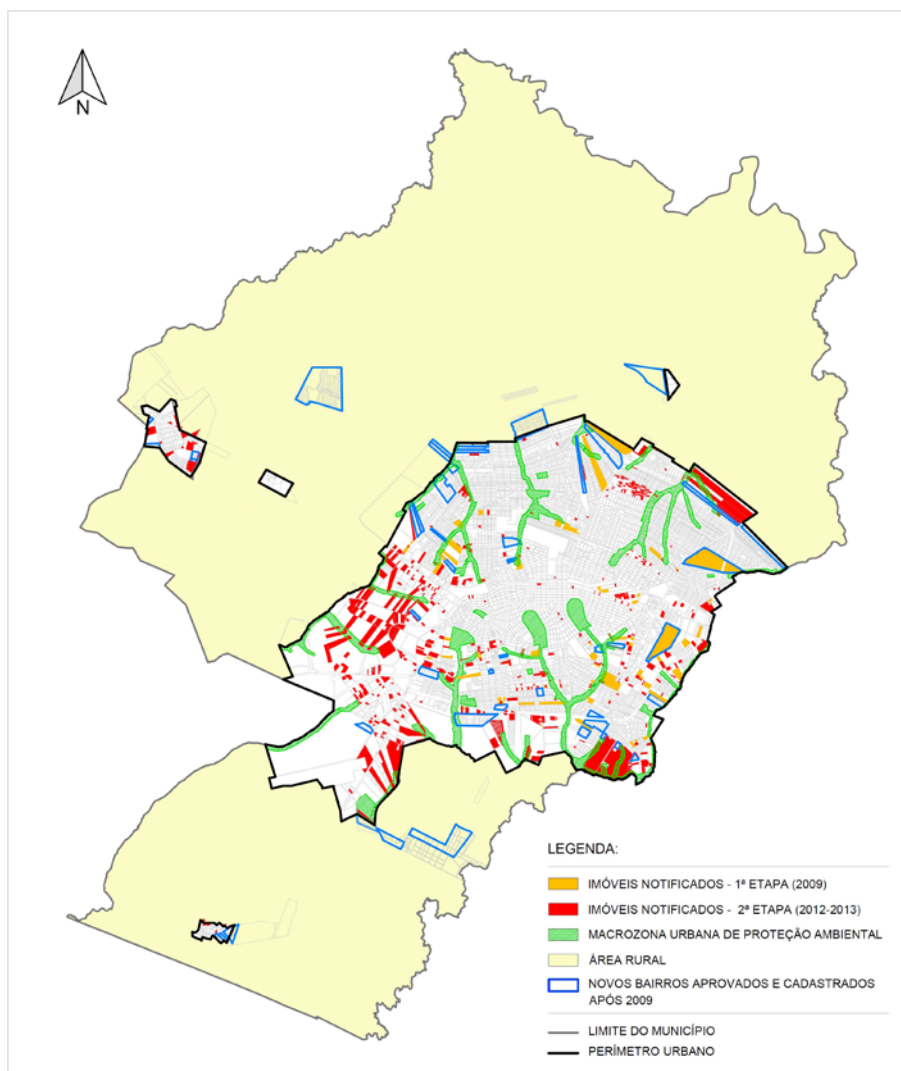 N
LEGENDA:
IMÓVEIS NOTIFICADOS - 1ª ETAPA (2009)
IMÓVEIS NOTIFICADOS - 2ª ETAPA (2012-2013)
MACROZONA URBANA DE PROTEÇÃO AMBIENTAL
ÁREA RURAL
NOVOS BAIRROS APROVADOS E CADASTRADOS
APÓS 2009
LIMITE DO MUNICÍPIO
PERÍMETRO URBANO